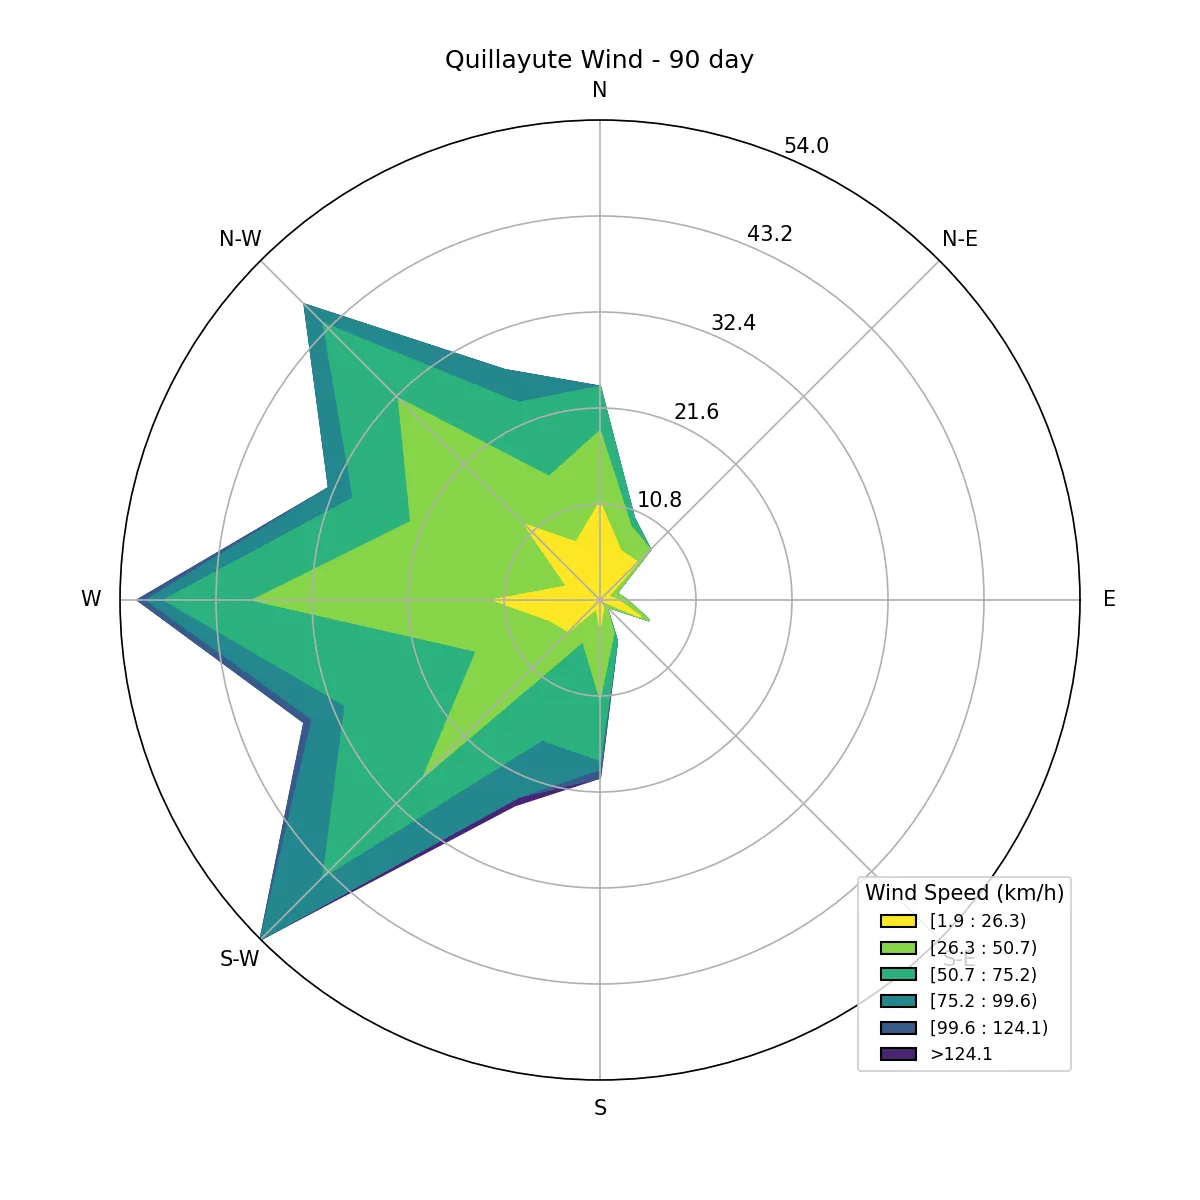 Quillayute Wind - 90 day
N
54.0
N-W
43.2
N-E
32.4
21.6
10.8
W
E
S-W
S-E
S
Wind Speed (km/h)
[1.9 : 26.3)
[26.3 : 50.7)
[50.7 : 75.2)
[75.2 : 99.6)
[99.6 : 124.1)
>124.1